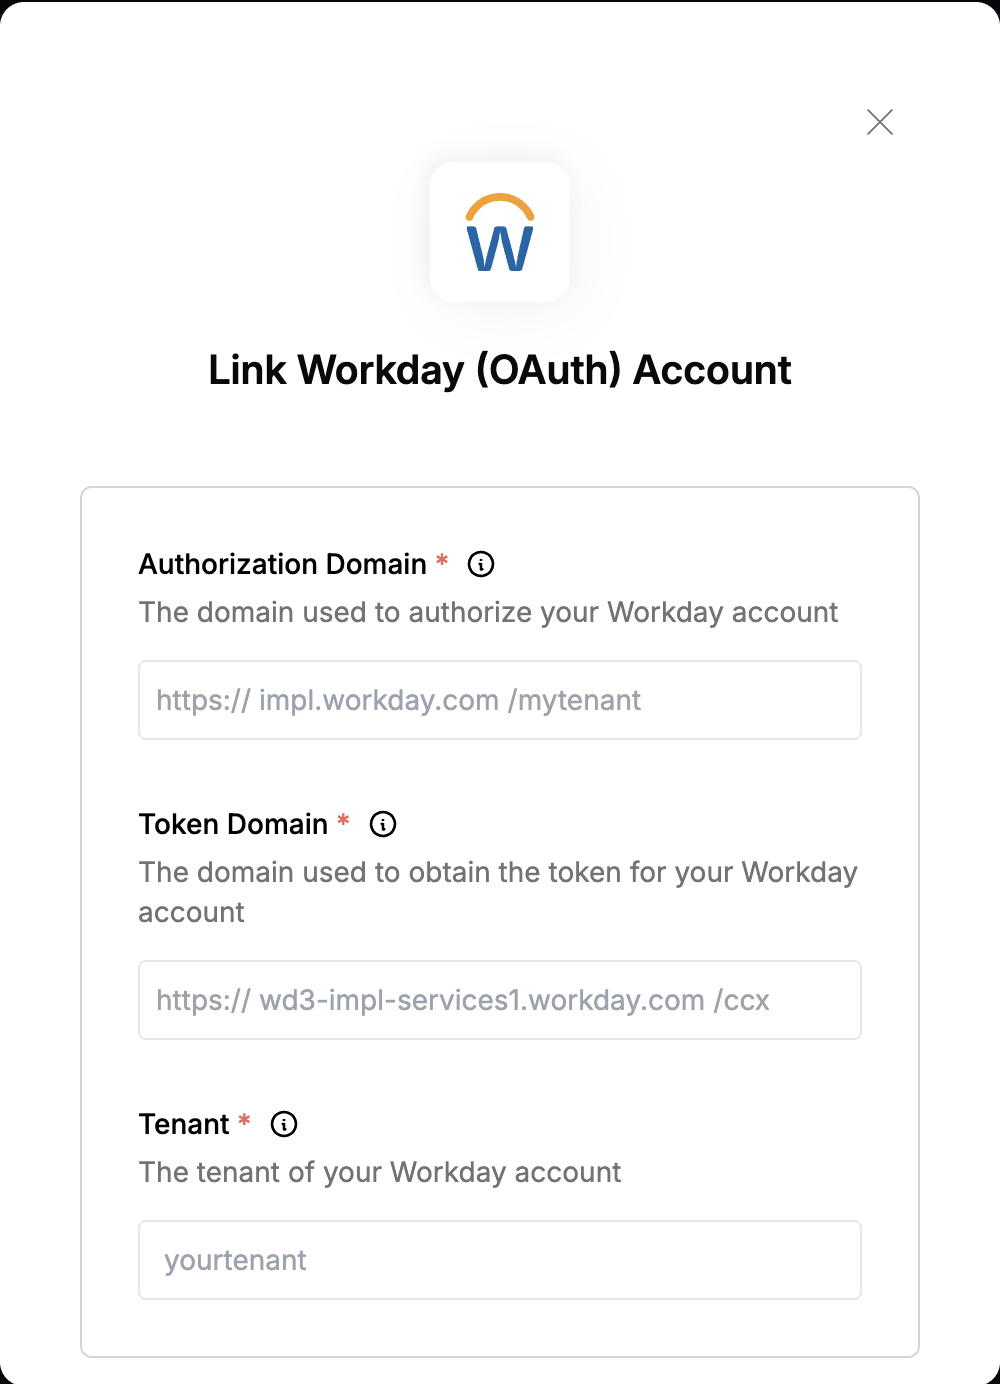 W
Link Workday (OAuth) Account
Authorization Domain *
The domain used to authorize your Workday account
https:// impl.workday.com /mytenant
Token Domain *
The domain used to obtain the token for your Workday
account
https:// wd3-impl-services1.workday.com /ccx
Tenant *
The tenant of your Workday account
yourtenant